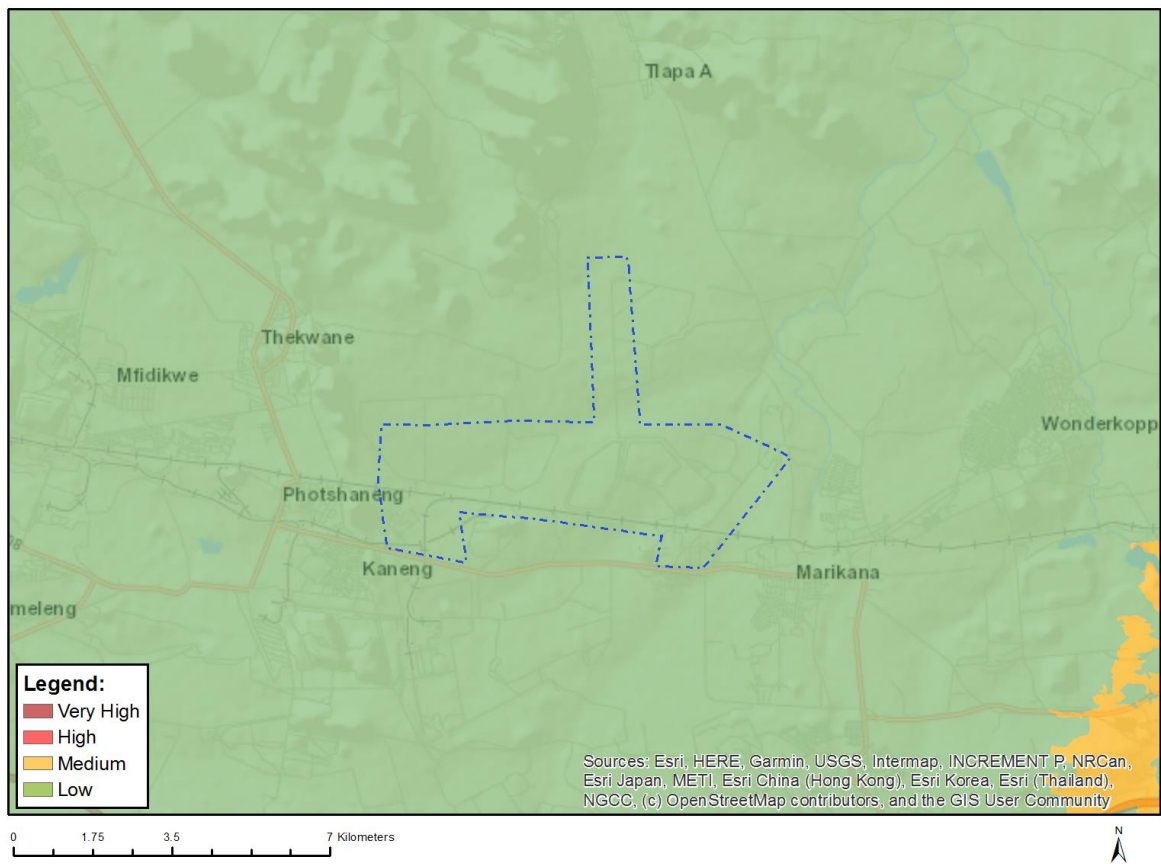 Tlapa A
Thekwane
Mfidikwe
Wonderkopp
Photshaneng
Kaneng
Marikana
meleng
Legend:
Very High
High
Medium
Low
Sources: Esri, HERE, Garmin, USGS, Intermap, INCREMENT P, NRCan,
Esri Japan, METI, Esri China (Hong Kong), Esri Korea, Esri (Thailand),
NGCC, (c) OpenStreetMap contributors, and the GIS User Community
0 1.75 3.5 7 Kilometers
N